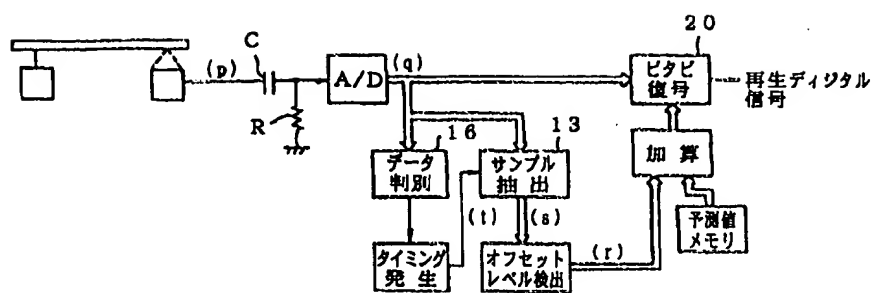 20
C
(p)
A/D
(q)
ビタビ
復号
再生ディジタル
信号
R
16
13
データ
判別
サンプル
抽出
加算
(t)
(s)
予測値
メモリ
タイミング
発生
オフセット
レベル検出
(r)